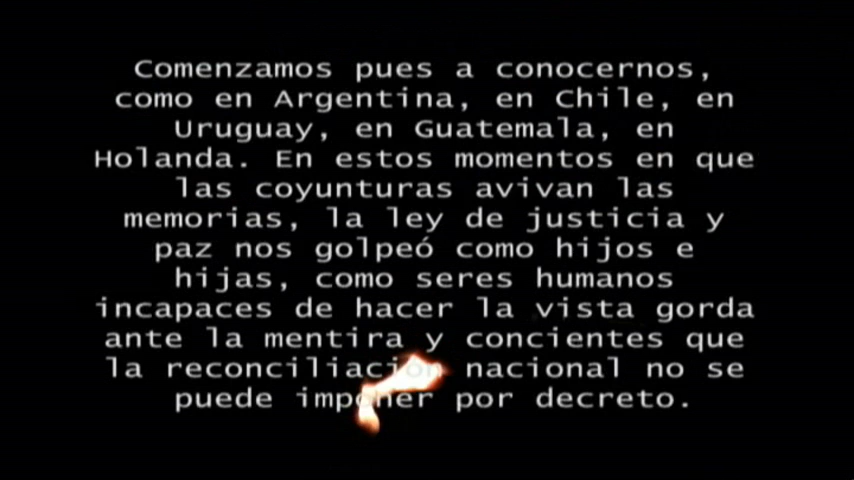 Comenzamos pues a conocernos,
como en Argentina, en Chile, en
Uruguay, en Guatemala, en
Holanda. En estos momentos en que
las coyunturas avivan las
memorias, la ley de justicia y
paz nos golpeó como hijos e
hijas, como seres humanos
incapaces de hacer la vista gorda
ante la mentira y concientes que
la reconciliación nacional no se
puede imponer por decreto.